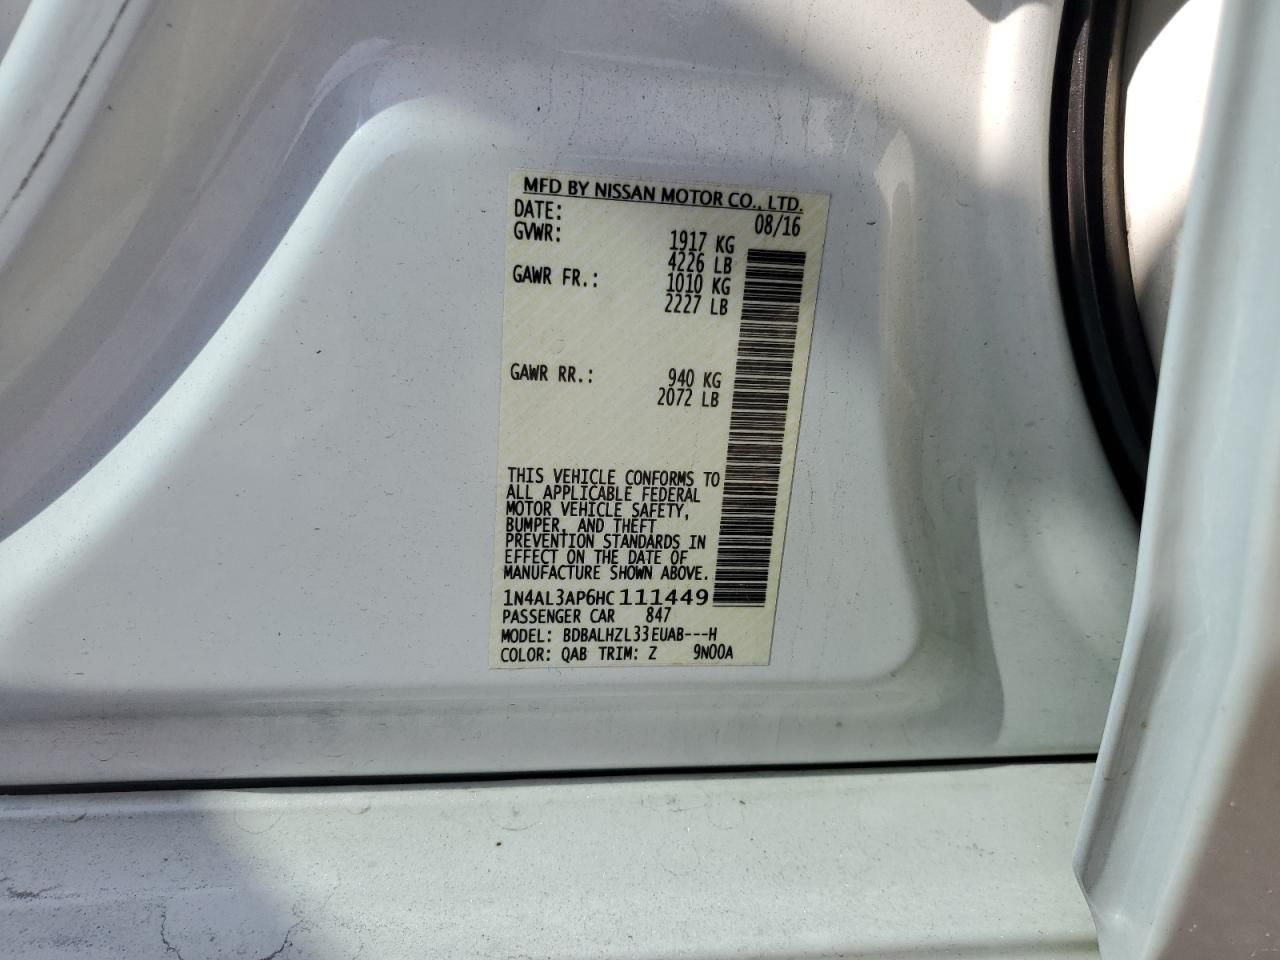 MFD BY NISSAN MOTOR CO., LTD.
DATE: 08/16
GVWR: 1917 KG
4226 LB
GAWR FR.: 1010 KG
2227 LB
GAWR RR.: 940 KG
2072 LB
THIS VEHICLE CONFORMS TO
ALL APPLICABLE FEDERAL
MOTOR VEHICLE SAFETY,
BUMPER, AND THEFT
PREVENTION STANDARDS IN
EFFECT ON THE DATE OF
MANUFACTURE SHOWN ABOVE.
1N4AL3AP6HC111449
PASSENGER CAR 847
MODEL: BDBALHZL33EUAB---H
COLOR: QAB TRIM: Z 9N00A